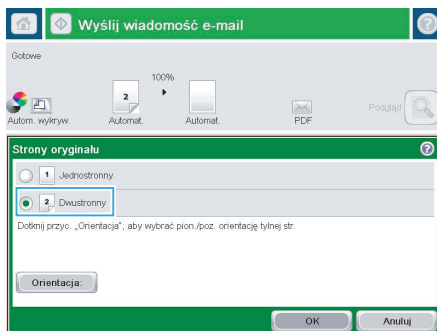 Wyślij wiadomość e-mail
Gotowe
100%
2
Autom. wykryw.
Automat.
Automat.
PDF
Podgląd
Strony oryginału
1 Jednostronny
2 Dwustronny
Dotknij przyc. „Orientacja”, aby wybrać pion./poz. orientację tylnej str.
Orientacja:
OK
Anuluj